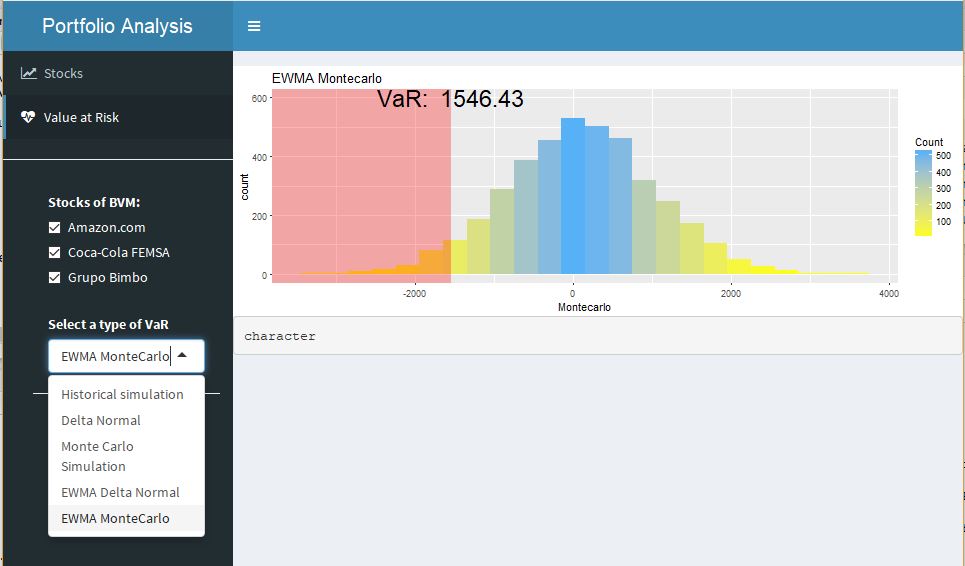 Portfolio Analysis
Stocks
Value at Risk
Stocks of BVM:
Amazon.com
Coca-Cola FEMSA
Grupo Bimbo
Select a type of VaR
EWMA MonteCarlo
Historical simulation
Delta Normal
Monte Carlo
Simulation
EWMA Delta Normal
EWMA MonteCarlo
EWMA Montecarlo
VaR: 1546.43
600
400
200
0
count
-2000
0
2000
4000
Montecarlo
Count
500
400
300
200
100
character